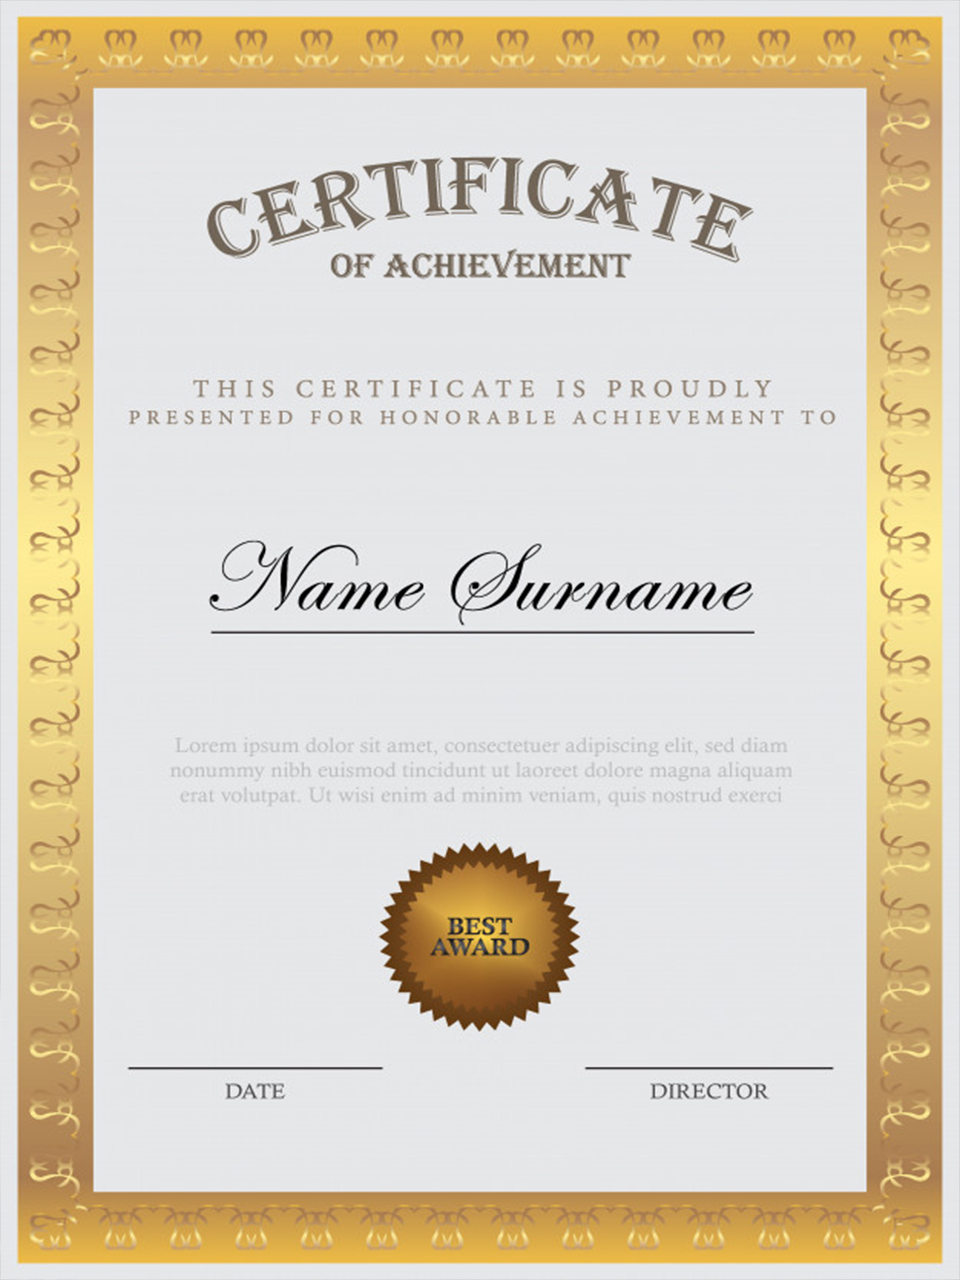 CERTIFICATE
OF ACHIEVEMENT
THIS CERTIFICATE IS PROUDLY
PRESENTED FOR HONORABLE ACHIEVEMENT TO
Name Surname
Lorem ipsum dolor sit amet, consectetuer adipiscing elit, sed diam
nonummy nibh euismod tincidunt ut laoreet dolore magna aliquam
erat volutpat. Ut wisi enim ad minim veniam, quis nostrud exerci
BEST
AWARD
DATE
DIRECTOR